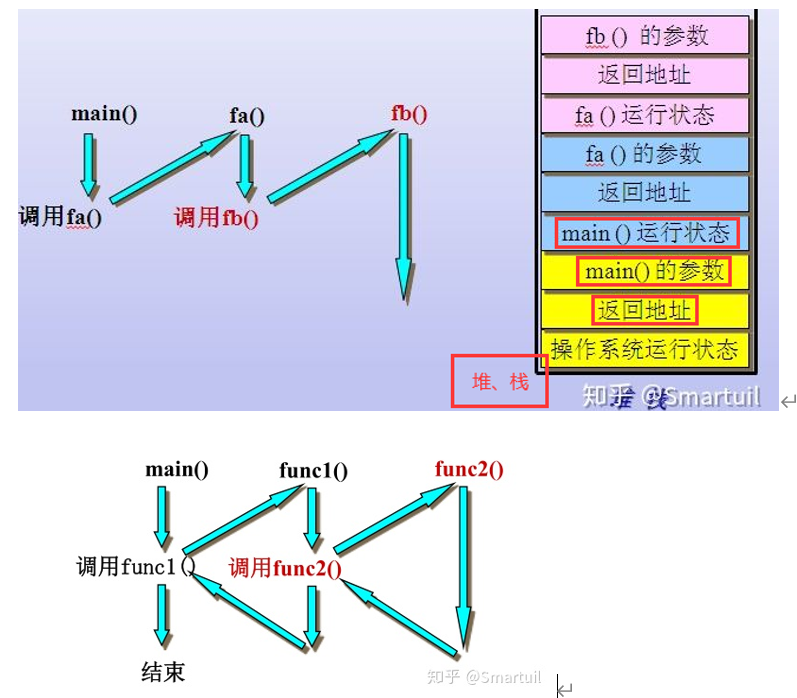 main()
fa()
fb()
调用fa()
调用fb()
fb () 的参数
返回地址
fa () 运行状态
fa () 的参数
返回地址
main () 运行状态
main() 的参数
返回地址
操作系统运行状态
堆、栈
堆 栈
知乎 @Smartuil
main()
func1()
func2()
调用func1()
调用func2()
结束
知乎 @Smartuil